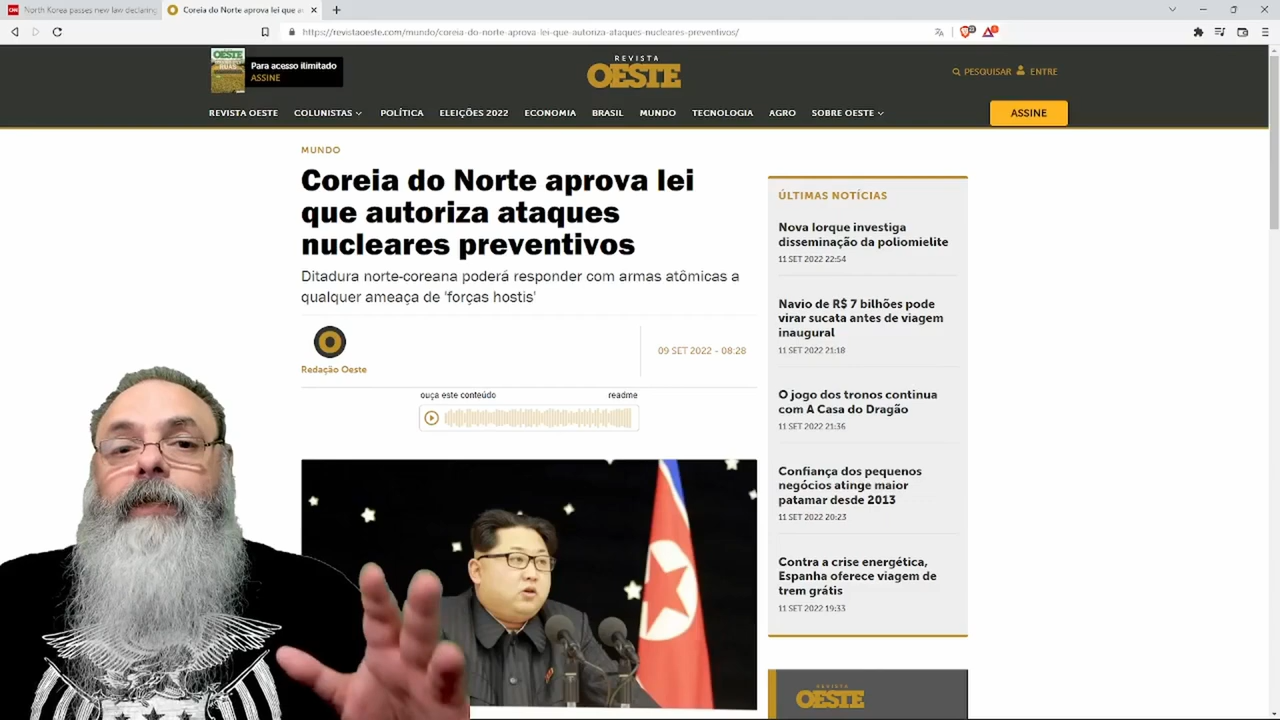 North Korea passes new law declaring
Coreia do Norte aprova lei que au
https://revistaoeste.com/mundo/coreia-do-norte-aprova-lei-que-autoriza-ataques-nucleares-preventivos/
OESTE
Para acesso ilimitado
ASSINE
REVISTA
OESTE
PESQUISAR
ENTRE
REVISTA OESTE
COLUNISTAS
POLÍTICA
ELEIÇÕES 2022
ECONOMIA
BRASIL
MUNDO
TECNOLOGIA
AGRO
SOBRE OESTE
ASSINE
MUNDO
Coreia do Norte aprova lei
que autoriza ataques
nucleares preventivos
Ditadura norte-coreana poderá responder com armas atômicas a
qualquer ameaça de 'forças hostis'
Redação Oeste
09 SET 2022 - 08:28
ouça este conteúdo
readme
ÚLTIMAS NOTÍCIAS
Nova Iorque investiga
disseminação da poliomielite
11 SET 2022 22:54
Navio de R$ 7 bilhões pode
virar sucata antes de viagem
inaugural
11 SET 2022 21:18
O jogo dos tronos continua
com A Casa do Dragão
11 SET 2022 21:36
Confiança dos pequenos
negócios atinge maior
patamar desde 2013
11 SET 2022 20:23
Contra a crise energética,
Espanha oferece viagem de
trem grátis
11 SET 2022 19:33
REVISTA
OESTE